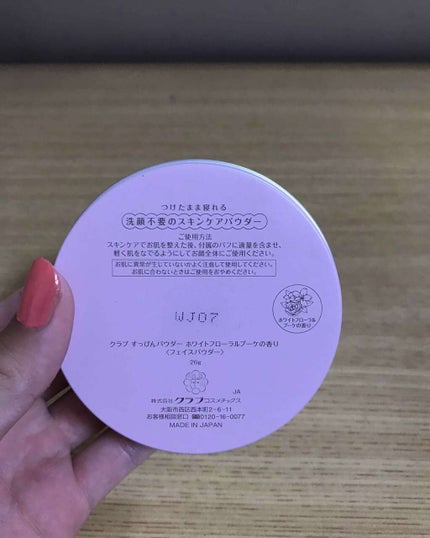 つけたまま寝れる
洗顔不要のスキンケアパウダー
ご使用方法
スキンケアでお肌を整えた後、付属のパフに適量を含ませ、
軽く肌をなでるようにしてお顔全体にご使用ください。
お肌に異常が生じていないかよく注意して使用してください。
お肌に合わないときはご使用をおやめください。
WJ07
ホワイトフローラル
ブーケの香り
クラブ すっぴんパウダー ホワイトフローラルブーケの香り
〈フェイスパウダー〉
26g
JA
株式会社クラブコスメチックス
大阪市西区西本町2-6-11
お客様相談窓口 0120-16-0077
MADE IN JAPAN